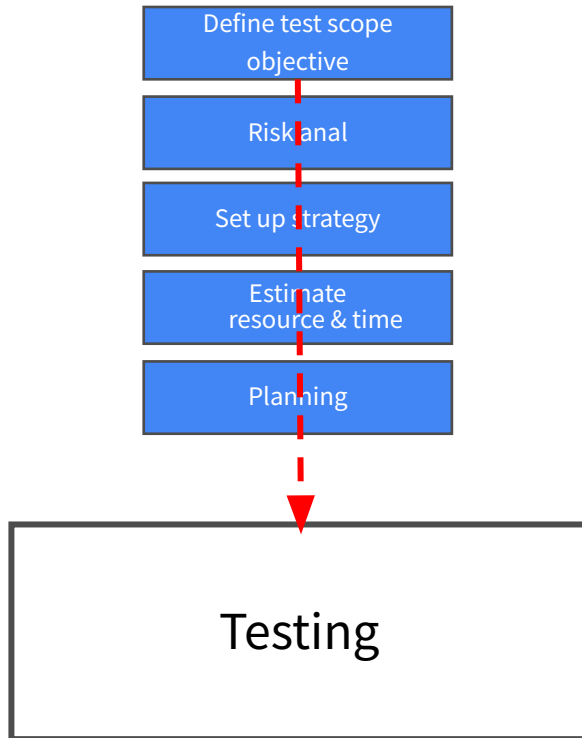 Define test scope
objective
Risk anal
Set up strategy
Estimate
resource & time
Planning
Testing